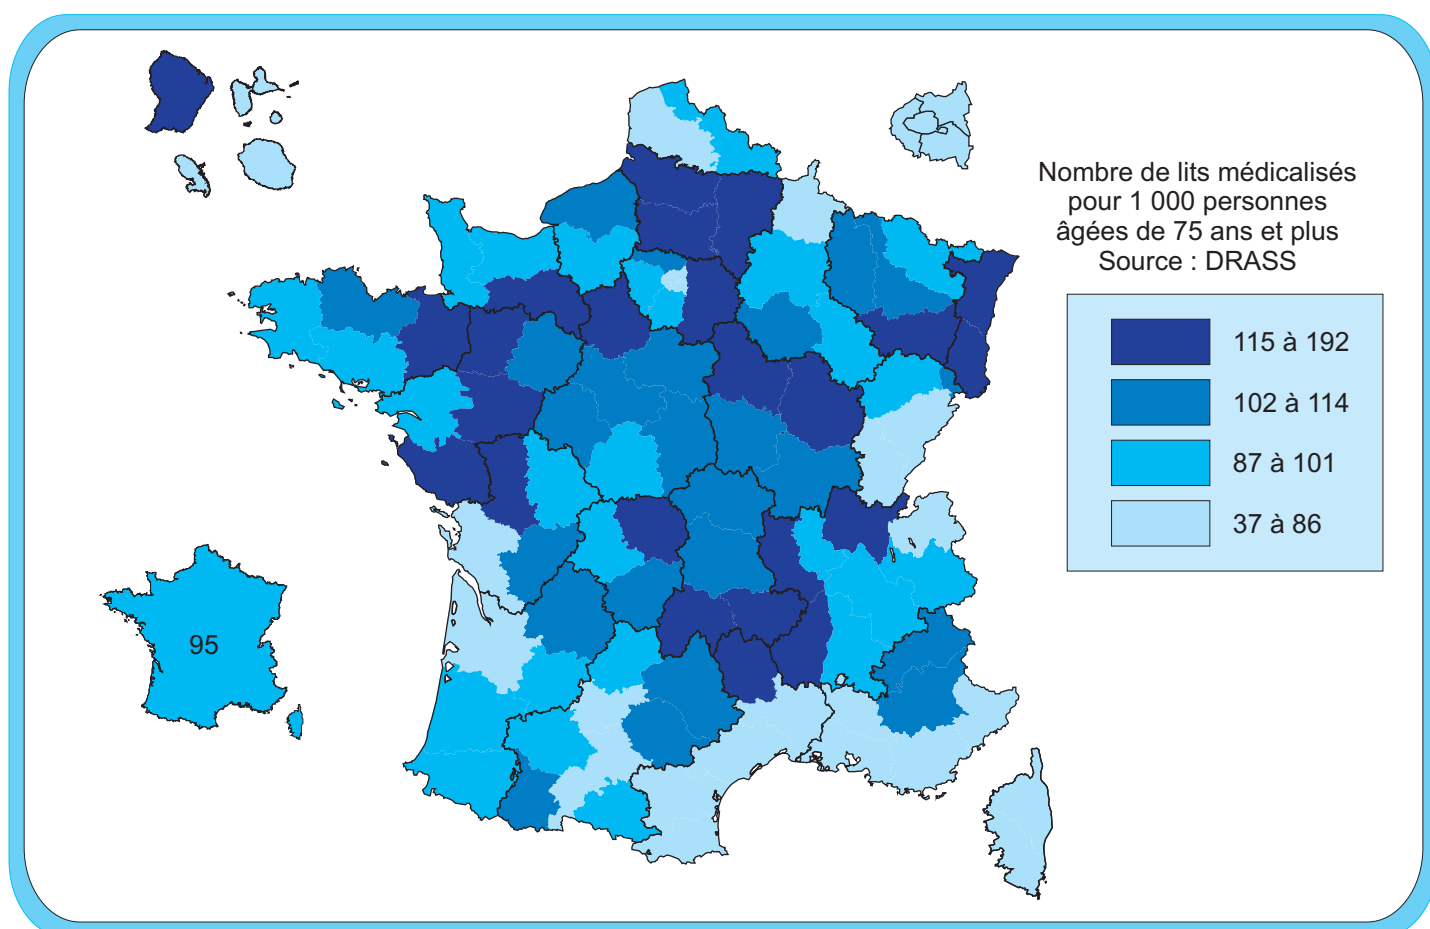 Nombre de lits médicalisés
pour 1 000 personnes
âgées de 75 ans et plus
Source : DRASS
115 à 192
102 à 114
87 à 101
37 à 86
95